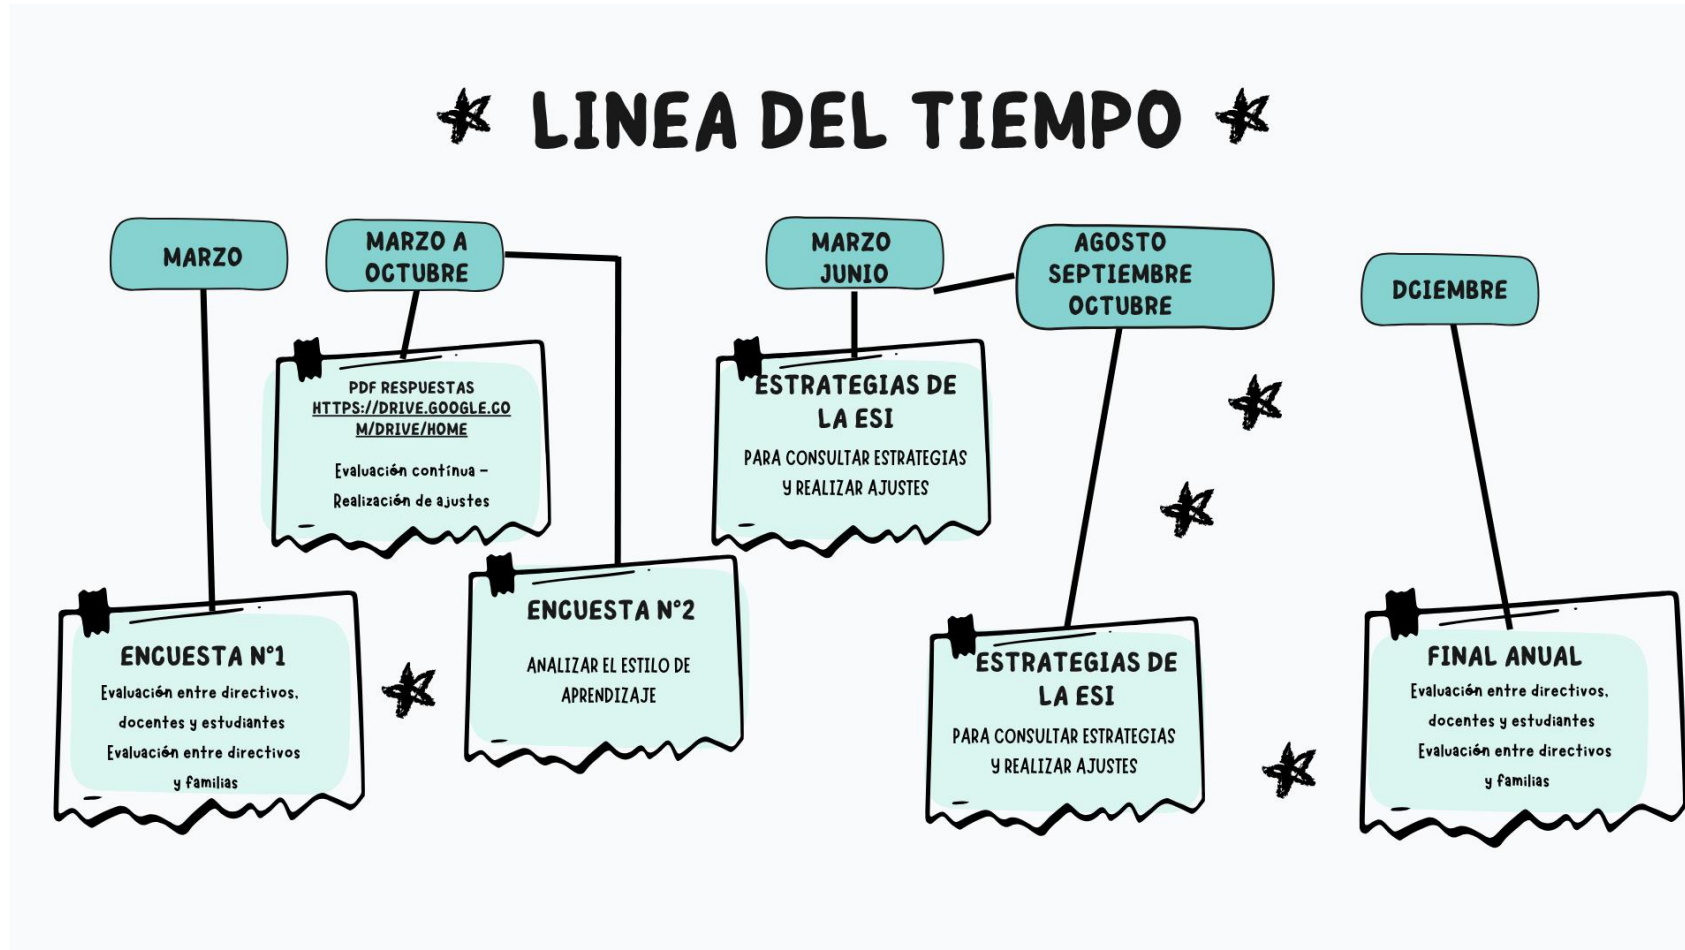 LINEA DEL TIEMPO
MARZO
MARZO A
OCTUBRE
MARZO
JUNIO
AGOSTO
SEPTIEMBRE
OCTUBRE
DCIEMBRE
PDF RESPUESTAS
HTTPS://DRIVE.GOOGLE.CO
M/DRIVE/HOME
Evaluación contínua -
Realización de ajustes
ESTRATEGIAS DE
LA ESI
PARA CONSULTAR ESTRATEGIAS
Y REALIZAR AJUSTES
ENCUESTA N°1
Evaluación entre directivos,
docentes y estudiantes
Evaluación entre directivos
y familias
ENCUESTA N°2
ANALIZAR EL ESTILO DE
APRENDIZAJE
ESTRATEGIAS DE
LA ESI
PARA CONSULTAR ESTRATEGIAS
Y REALIZAR AJUSTES
FINAL ANUAL
Evaluación entre directivos,
docentes y estudiantes
Evaluación entre directivos
y familias